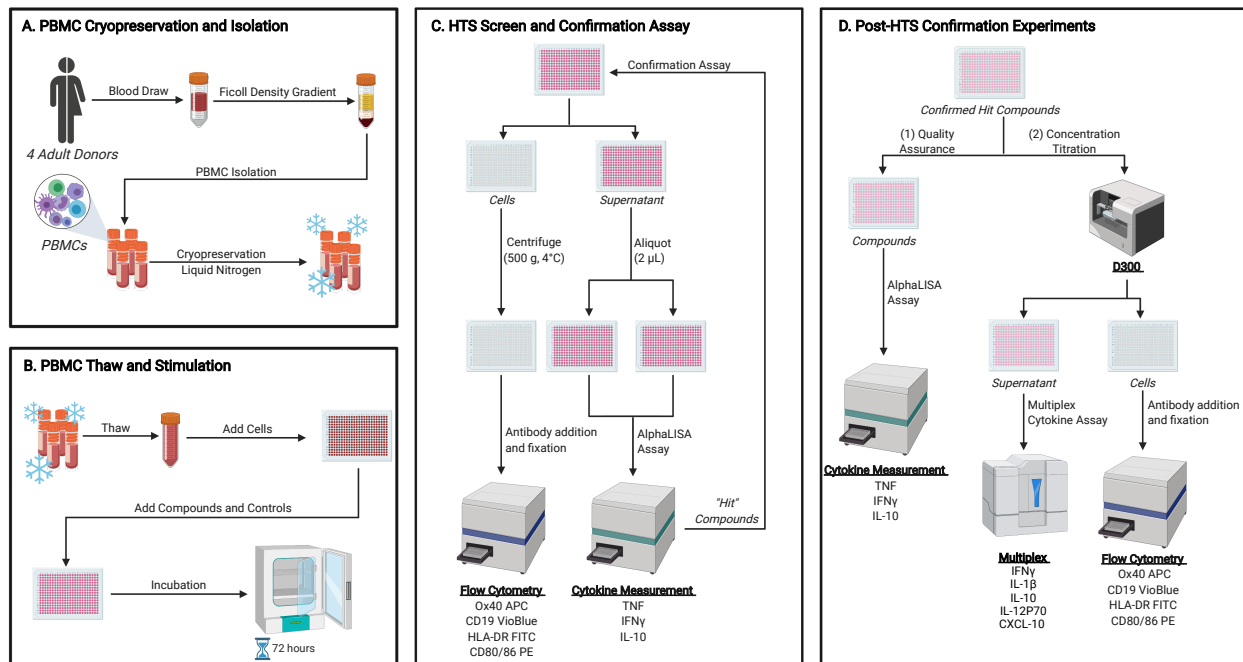 A. PBMC Cryopreservation and Isolation
Blood Draw
Ficoll Density Gradient
4 Adult Donors
PBMC Isolation
PBMCs
Cryopreservation
Liquid Nitrogen
B. PBMC Thaw and Stimulation
Thaw
Add Cells
Add Compounds and Controls
Incubation
72 hours
C. HTS Screen and Confirmation Assay
Confirmation Assay
Cells
Supernatant
Centrifuge
(500 g, 4°C)
Aliquot
(2 µL)
Antibody addition
and fixation
AlphaLISA
Assay
"Hit"
Compounds
Flow Cytometry
Ox40 APC
CD19 VioBlue
HLA-DR FITC
CD80/86 PE
Cytokine Measurement
TNF
IFNγ
IL-10
D. Post-HTS Confirmation Experiments
Confirmed Hit Compounds
(1) Quality
Assurance
(2) Concentration
Titration
Compounds
D300
AlphaLISA
Assay
Supernatant
Cells
Multiplex
Cytokine Assay
Antibody addition
and fixation
Cytokine Measurement
TNF
IFNγ
IL-10
Multiplex
IFNγ
IL-1β
IL-10
IL-12P70
CXCL-10
Flow Cytometry
Ox40 APC
CD19 VioBlue
HLA-DR FITC
CD80/86 PE